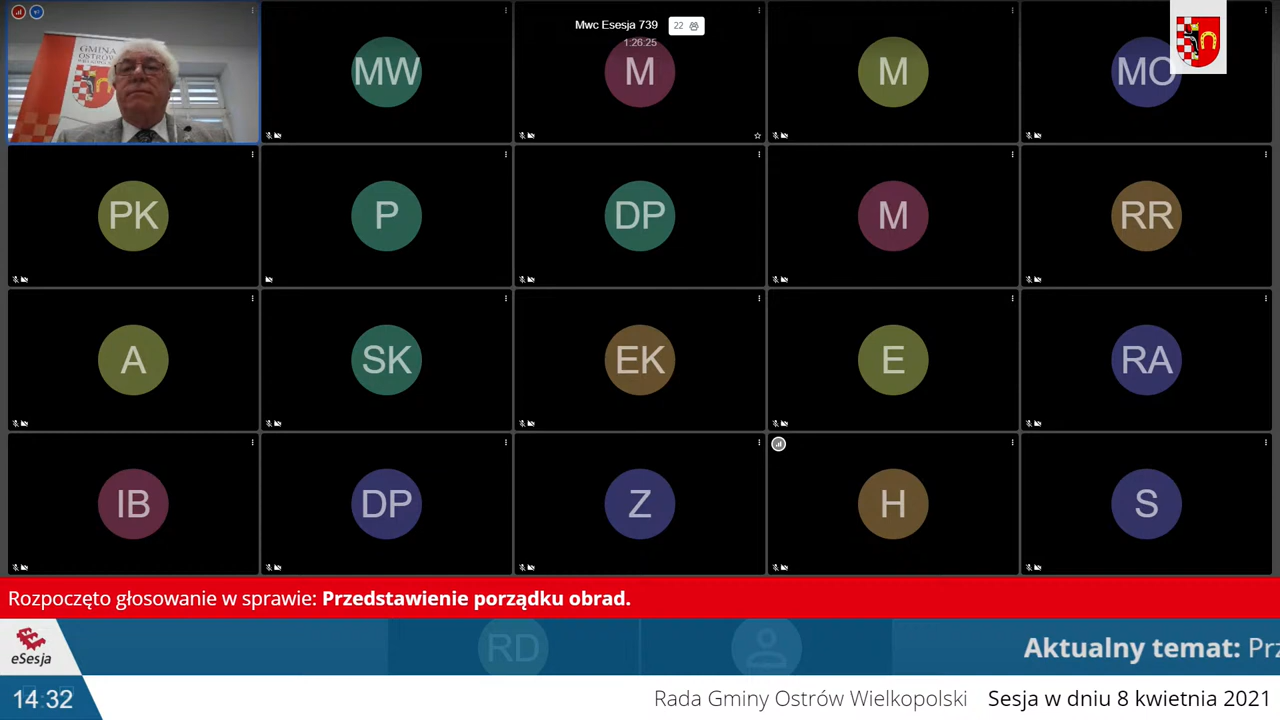 Mwc Esesja 739 22
1:26:25
GMINA
OSTRÓW
MW M M MO
PK P DP M RR
A SK EK E RA
IB DP Z H S
Rozpoczęto głosowanie w sprawie: Przedstawienie porządku obrad.
RD
eSesja
Aktualny temat: Prz
14:32
Rada Gminy Ostrów Wielkopolski Sesja w dniu 8 kwietnia 2021